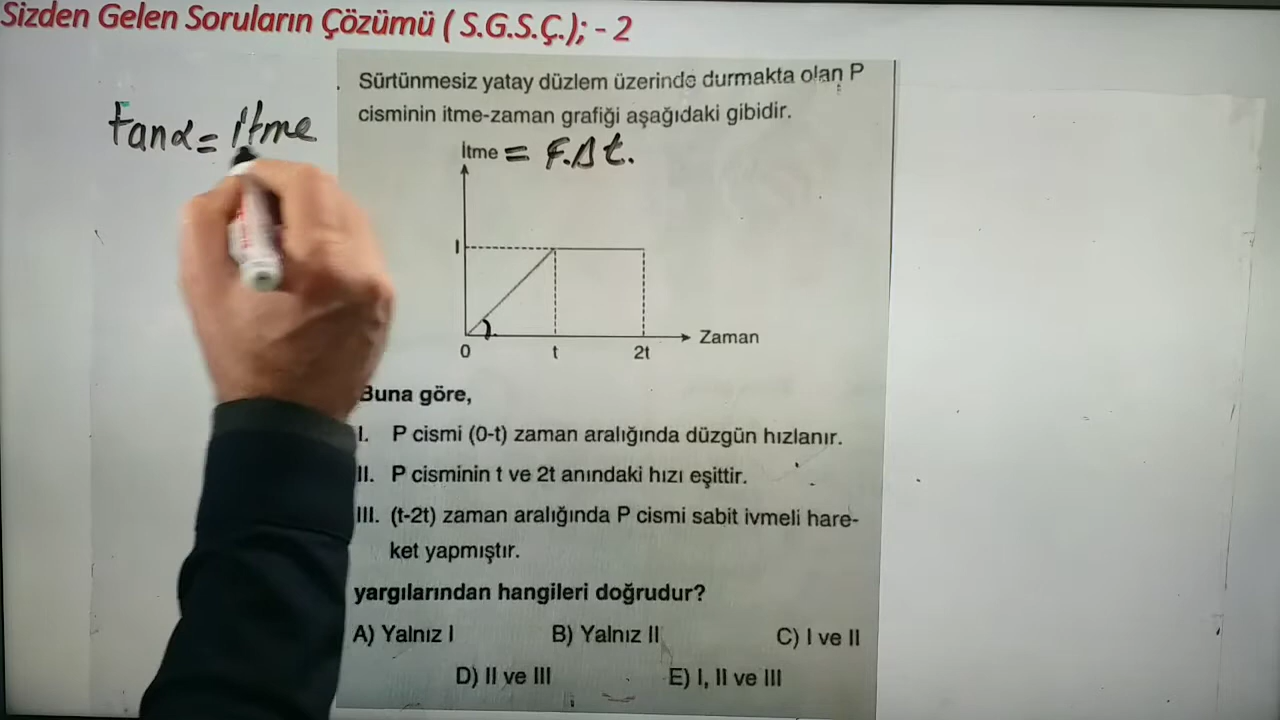 Sizden Gelen Soruların Çözümü ( S.G.S.Ç.); - 2
Sürtünmesiz yatay düzlem üzerinde durmakta olan P
cisminin itme-zaman grafiği aşağıdaki gibidir.
tanα = itme
İtme = F.Δt.
I
Zaman
0 t 2t
Buna göre,
I. P cismi (0-t) zaman aralığında düzgün hızlanır.
II. P cisminin t ve 2t anındaki hızı eşittir.
III. (t-2t) zaman aralığında P cismi sabit ivmeli hare-
ket yapmıştır.
yargılarından hangileri doğrudur?
A) Yalnız I B) Yalnız II C) I ve II
D) II ve III E) I, II ve III